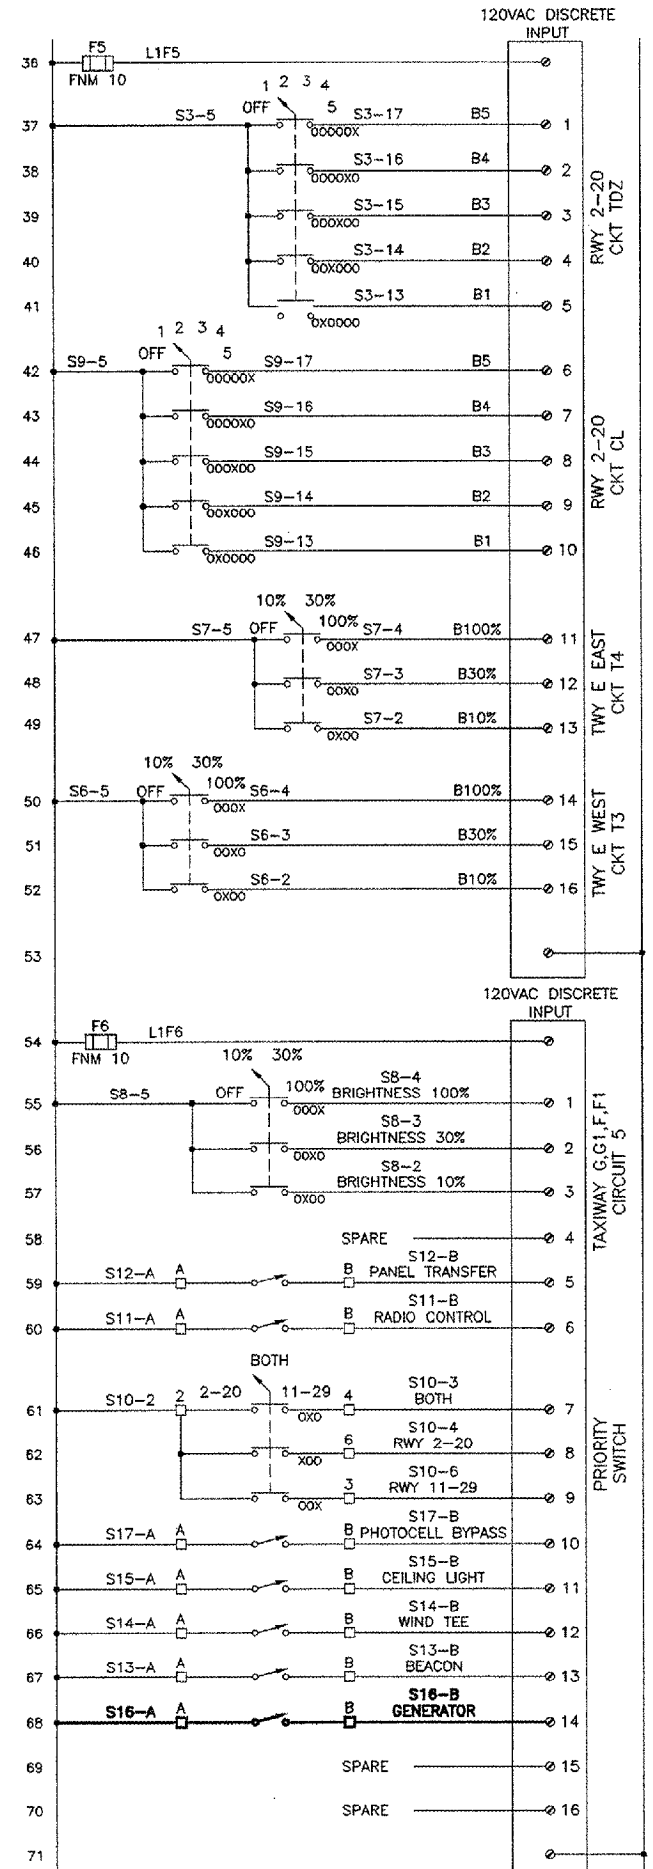 120VAC DISCRETE
INPUT
36 F5 L1F5
FNM 10
1 2 3 4
OFF 5
37 S3-5 S3-17 B5 1
00000X
38 S3-16 B4 2
0000X0
39 S3-15 B3 3
000X00
40 S3-14 B2 4
00X000
41 S3-13 B1 5
0X0000
RWY 2-20
CKT TDZ
1 2 3 4
OFF 5
42 S9-5 S9-17 B5 6
00000X
43 S9-16 B4 7
0000X0
44 S9-15 B3 8
000X00
45 S9-14 B2 9
00X000
46 S9-13 B1 10
0X0000
RWY 2-20
CKT CL
10% 30%
47 S7-5 OFF 100% S7-4 B100% 11
000X
48 S7-3 B30% 12
00X0
49 S7-2 B10% 13
0X00
TWY E EAST
CKT T4
10% 30%
50 S6-5 OFF 100% S6-4 B100% 14
000X
51 S6-3 B30% 15
00X0
52 S6-2 B10% 16
0X00
TWY E WEST
CKT T3
53
120VAC DISCRETE
INPUT
54 F6 L1F6
FNM 10
10% 30%
S8-4
55 S8-5 OFF 100% BRIGHTNESS 100% 1
000X
S8-3
56 BRIGHTNESS 30% 2
00X0
S8-2
57 BRIGHTNESS 10% 3
0X00
TAXIWAY G,G1,F,F1
CIRCUIT 5
58 SPARE 4
S12-B
59 S12-A A B PANEL TRANSFER 5
S11-B
60 S11-A A B RADIO CONTROL 6
BOTH
S10-3
61 S10-2 2 2-20 11-29 4 BOTH 7
0X0
S10-4
62 6 RWY 2-20 8
X00
S10-6
63 3 RWY 11-29 9
00X
PRIORITY
SWITCH
S17-B
64 S17-A A B PHOTOCELL BYPASS 10
S15-B
65 S15-A A B CEILING LIGHT 11
S14-B
66 S14-A A B WIND TEE 12
S13-B
67 S13-A A B BEACON 13
S16-B
68 S16-A A B GENERATOR 14
69 SPARE 15
70 SPARE 16
71